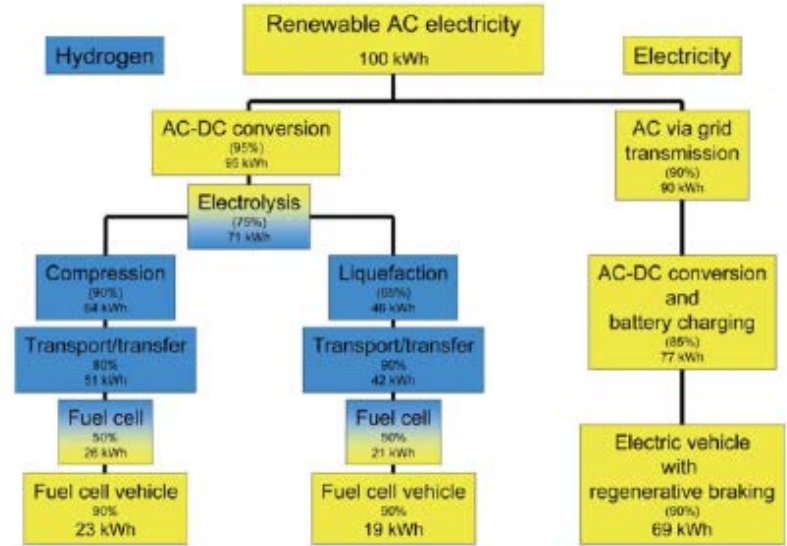 Hydrogen
Renewable AC electricity
100 kWh
Electricity
AC-DC conversion
(95%)
95 kWh
AC via grid
transmission
(90%)
90 kWh
Electrolysis
(75%)
71 kWh
Compression
(90%)
64 kWh
Liquefaction
(65%)
46 kWh
AC-DC conversion
and
battery charging
(85%)
77 kWh
Transport/transfer
80%
51 kWh
Transport/transfer
90%
42 kWh
Fuel cell
50%
26 kWh
Fuel cell
50%
21 kWh
Electric vehicle
with
regenerative braking
(90%)
69 kWh
Fuel cell vehicle
90%
23 kWh
Fuel cell vehicle
90%
19 kWh